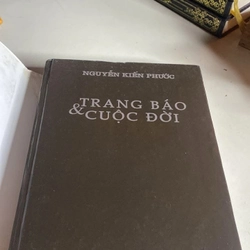 NGUYỄN KIẾN PHƯỚC
TRANG BÁO
& CUỘC ĐỜI